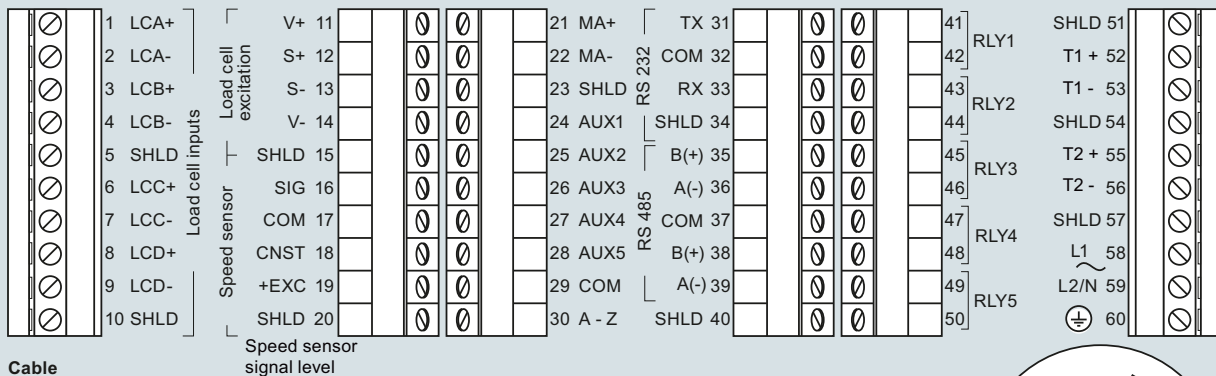 1 LCA+
2 LCA-
3 LCB+
4 LCB-
5 SHLD
6 LCC+
7 LCC-
8 LCD+
9 LCD-
10 SHLD
Load cell inputs
Load cell
excitation
Speed sensor
V+ 11
S+ 12
S- 13
V- 14
SHLD 15
SIG 16
COM 17
CNST 18
+EXC 19
SHLD 20
21 MA+
22 MA-
23 SHLD
24 AUX1
25 AUX2
26 AUX3
27 AUX4
28 AUX5
29 COM
30 A - Z
RS 232
RS 485
TX 31
COM 32
RX 33
SHLD 34
B(+) 35
A(-) 36
COM 37
B(+) 38
A(-) 39
SHLD 40
41
42
RLY1
43
44
RLY2
45
46
RLY3
47
48
RLY4
49
50
RLY5
SHLD 51
T1 + 52
T1 - 53
SHLD 54
T2 + 55
T2 - 56
SHLD 57
L1 58
L2/N 59
60
Cable
Speed sensor
signal level